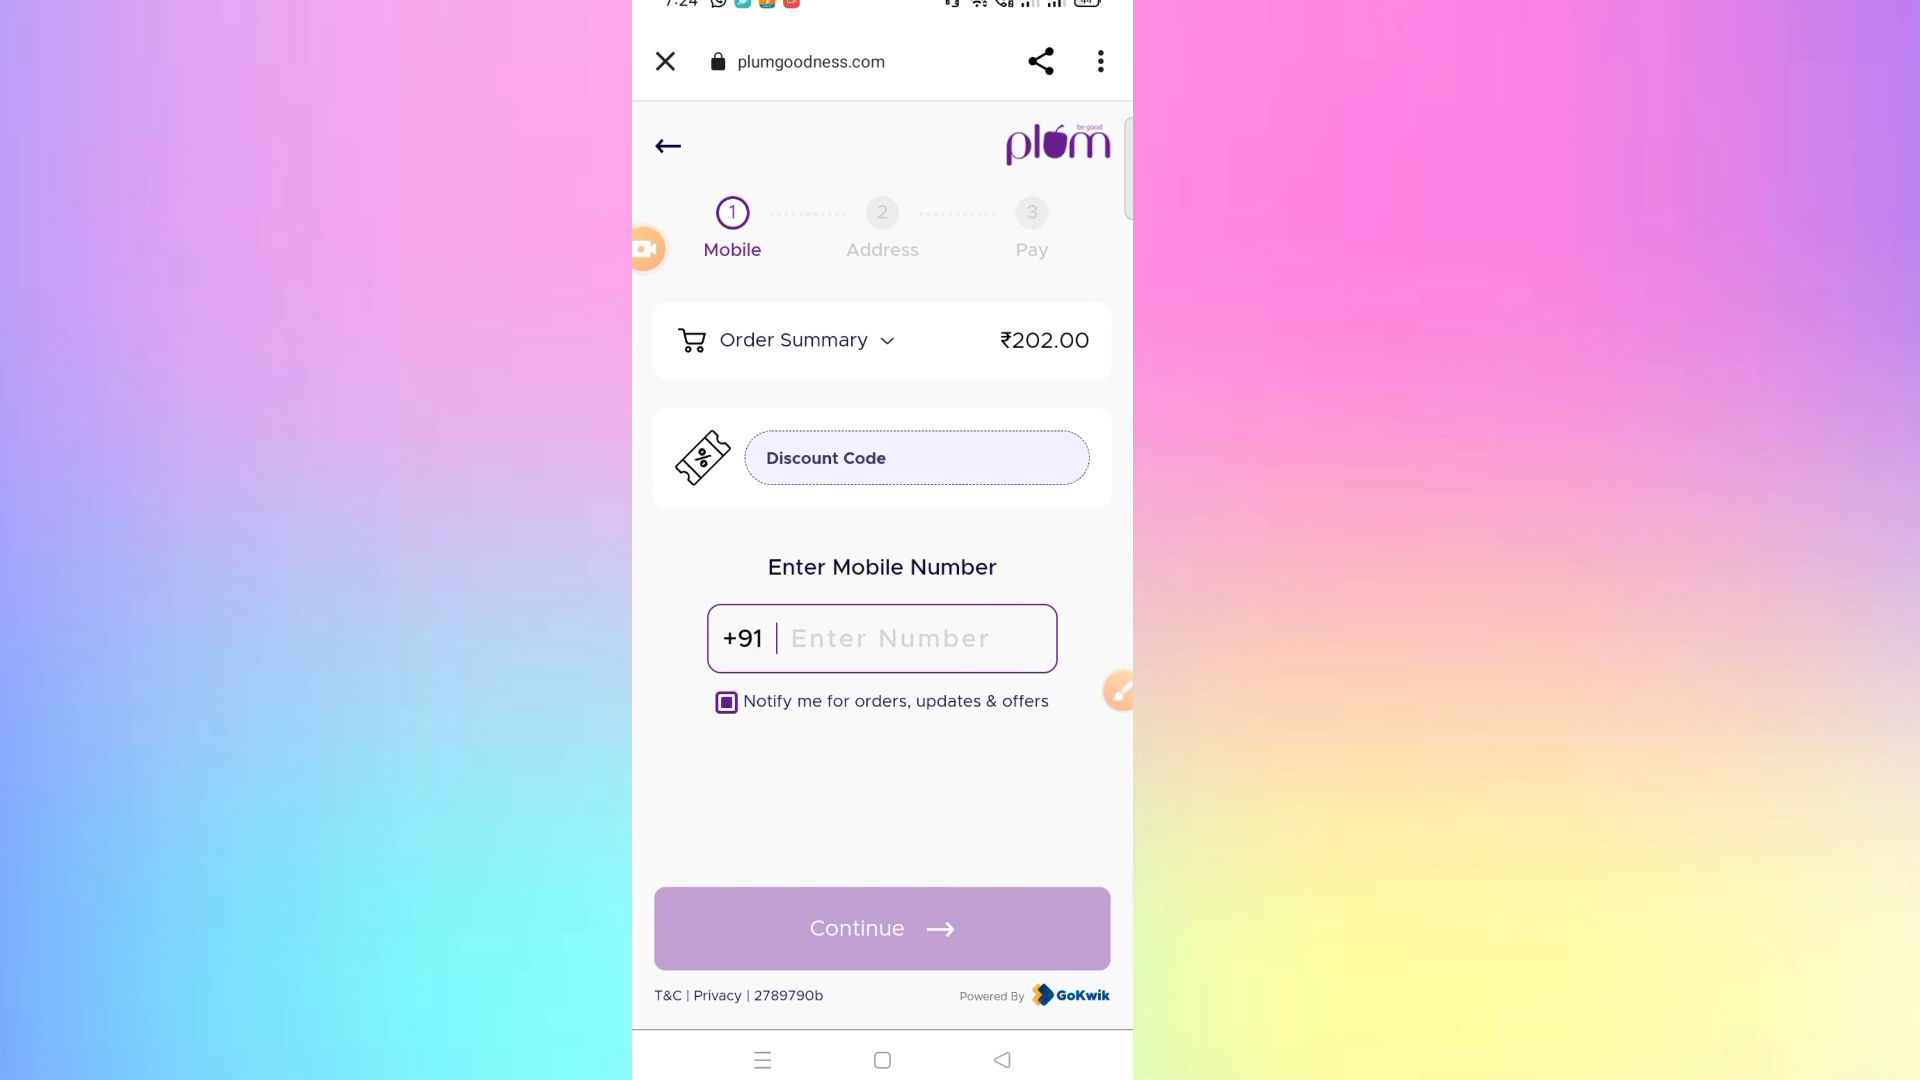 7:24
plumgoodness.com
be good
plum
1
2
3
Mobile
Address
Pay
Order Summary
₹202.00
%
Discount Code
Enter Mobile Number
+91
Enter Number
Notify me for orders, updates & offers
Continue
T&C | Privacy | 2789790b
Powered By GoKwik